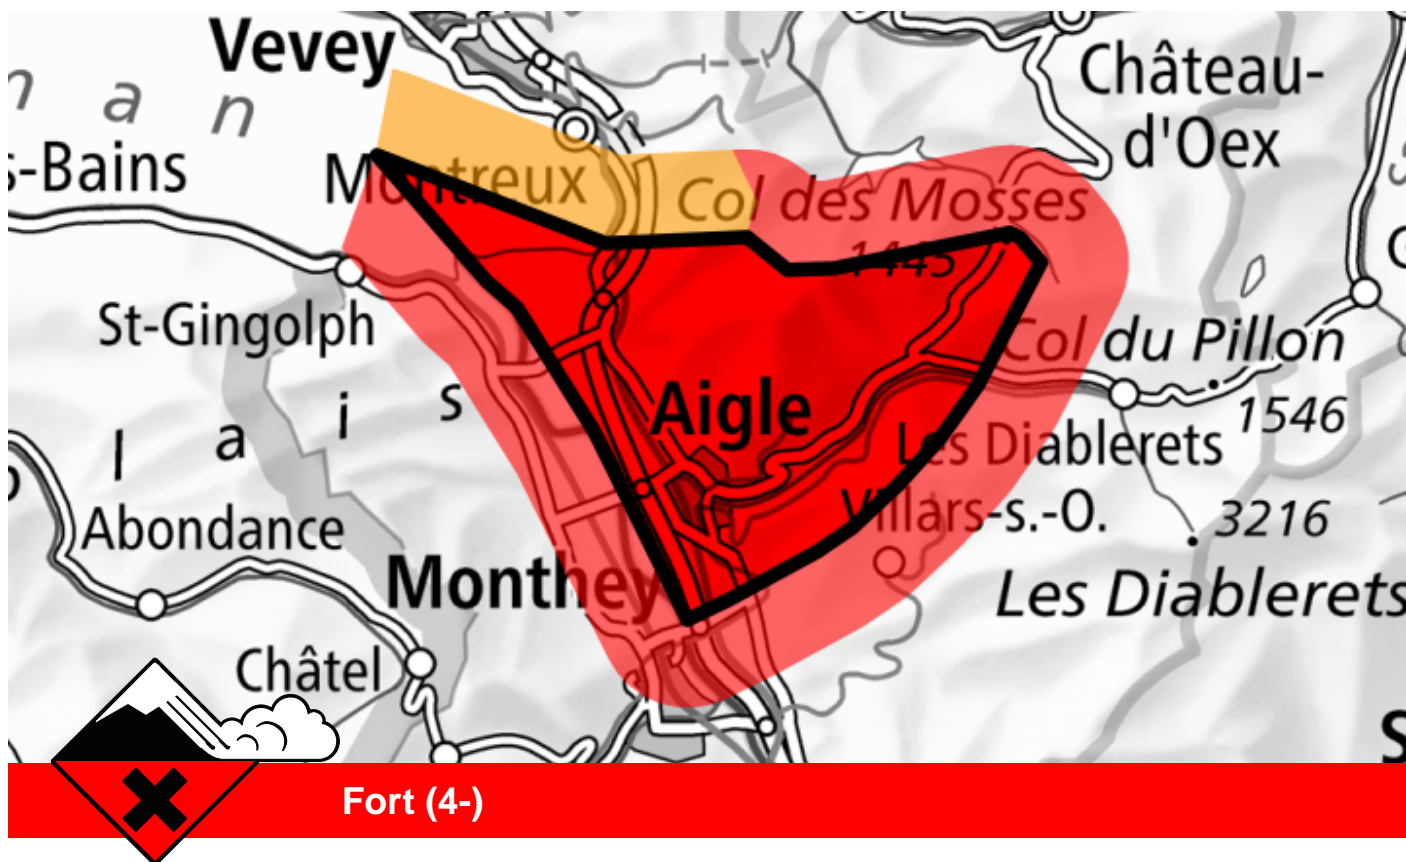 Vevey
Château-
d'Oex
n a n
s-Bains
Montreux
Col des Mosses
1445
St-Gingolph
Col du Pillon
1546
l a i s
Aigle
Les Diablerets
Villars-s.-O.
3216
Abondance
Monthey
Les Diablerets
Châtel
Fort (4-)